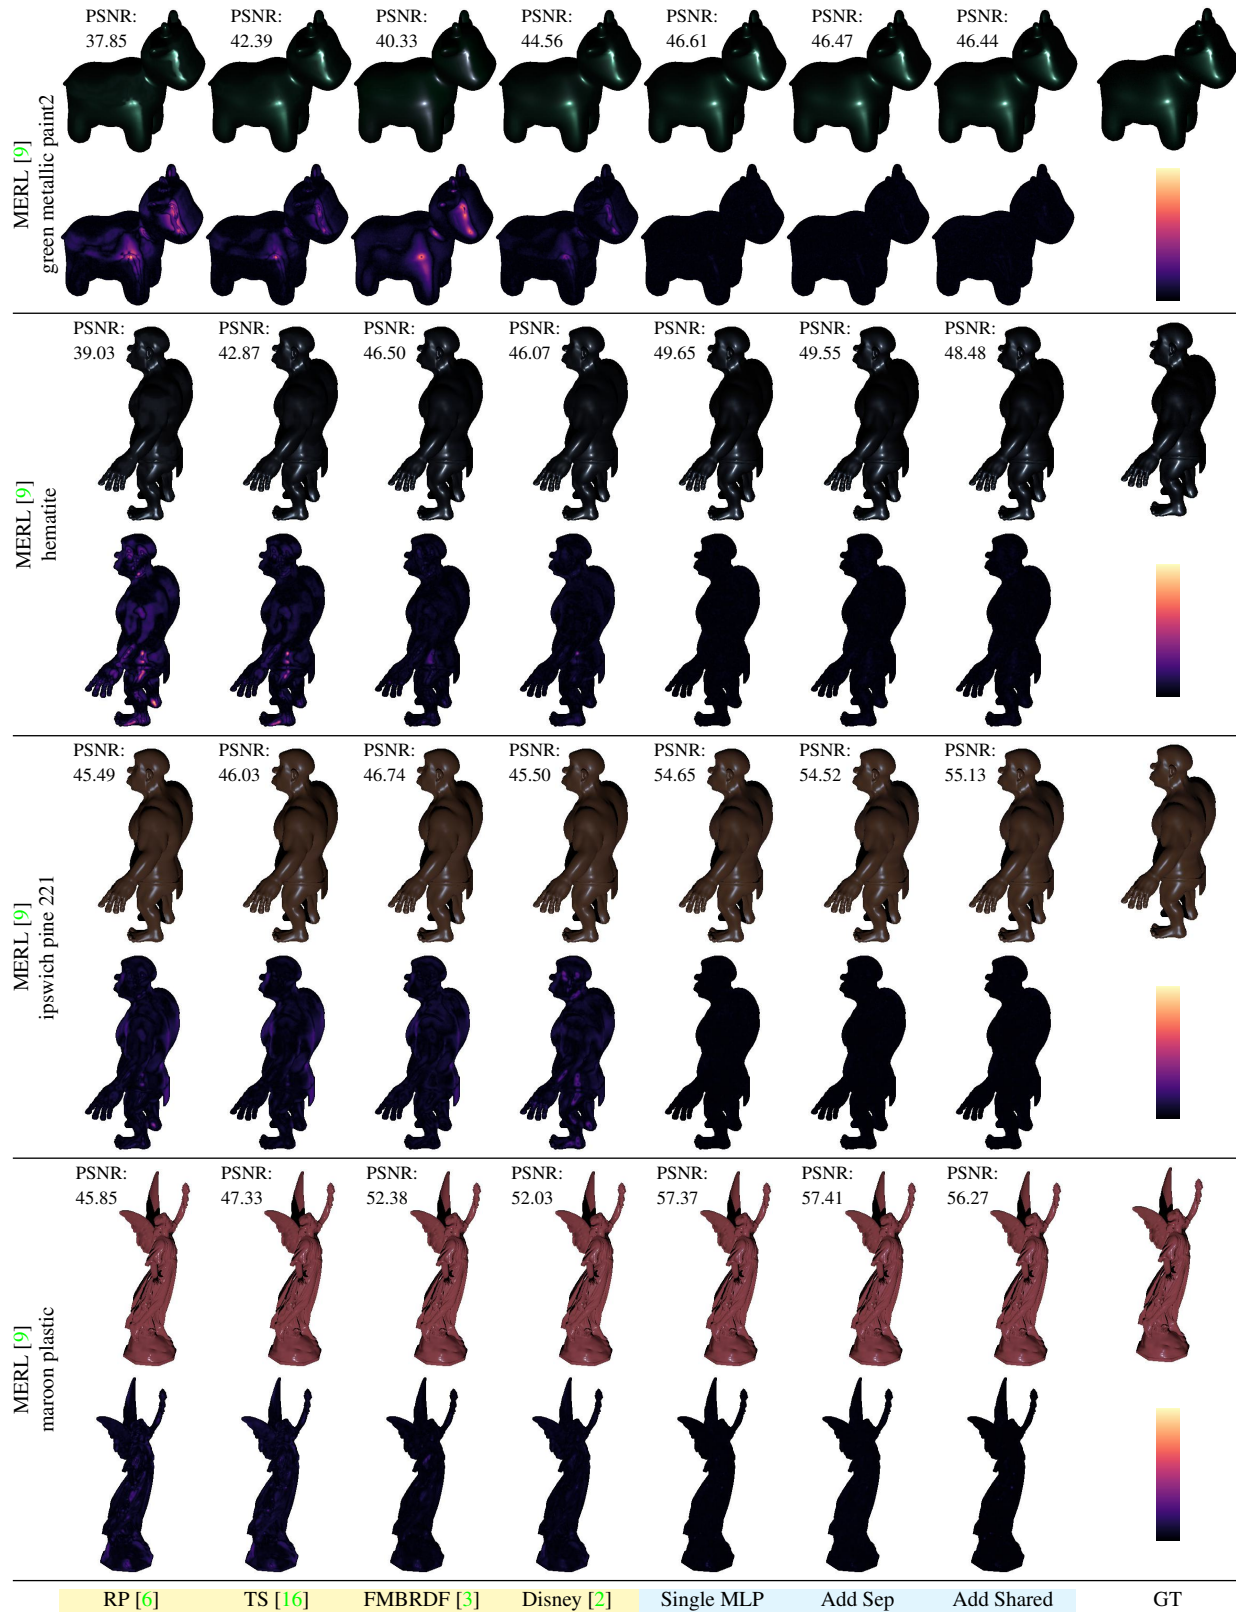 PSNR: PSNR: PSNR: PSNR: PSNR: PSNR: PSNR:
37.85 42.39 40.33 44.56 46.61 46.47 46.44
MERL [9]
green metallic paint2
PSNR: PSNR: PSNR: PSNR: PSNR: PSNR: PSNR:
39.03 42.87 46.50 46.07 49.65 49.55 48.48
MERL [9]
hematite
PSNR: PSNR: PSNR: PSNR: PSNR: PSNR: PSNR:
45.49 46.03 46.74 45.50 54.65 54.52 55.13
MERL [9]
ipswich pine 221
PSNR: PSNR: PSNR: PSNR: PSNR: PSNR: PSNR:
45.85 47.33 52.38 52.03 57.37 57.41 56.27
MERL [9]
maroon plastic
RP [6] TS [16] FMBRDF [3] Disney [2] Single MLP Add Sep Add Shared GT